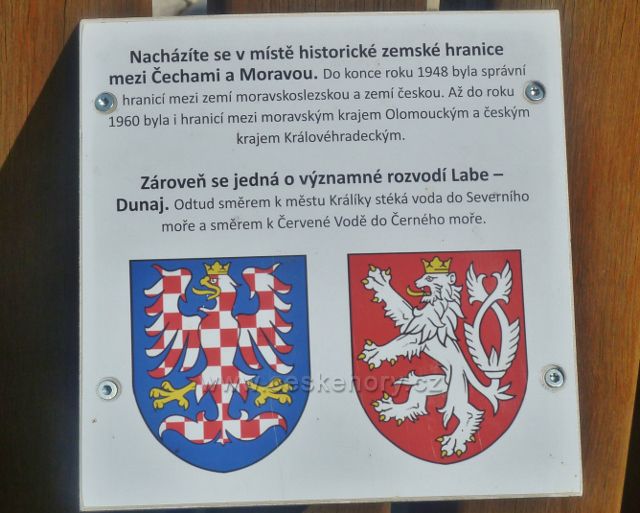 Nacházíte se v místě historické zemské hranice
mezi Čechami a Moravou. Do konce roku 1948 byla správní
hranicí mezi zemí moravskoslezskou a zemí českou. Až do roku
1960 byla i hranicí mezi moravským krajem Olomouckým a českým
krajem Královéhradeckým.
Zároveň se jedná o významné rozvodí Labe –
Dunaj. Odtud směrem k městu Králíky stéká voda do Severního
moře a směrem k Červené Vodě do Černého moře.
www.ceskehory.cz